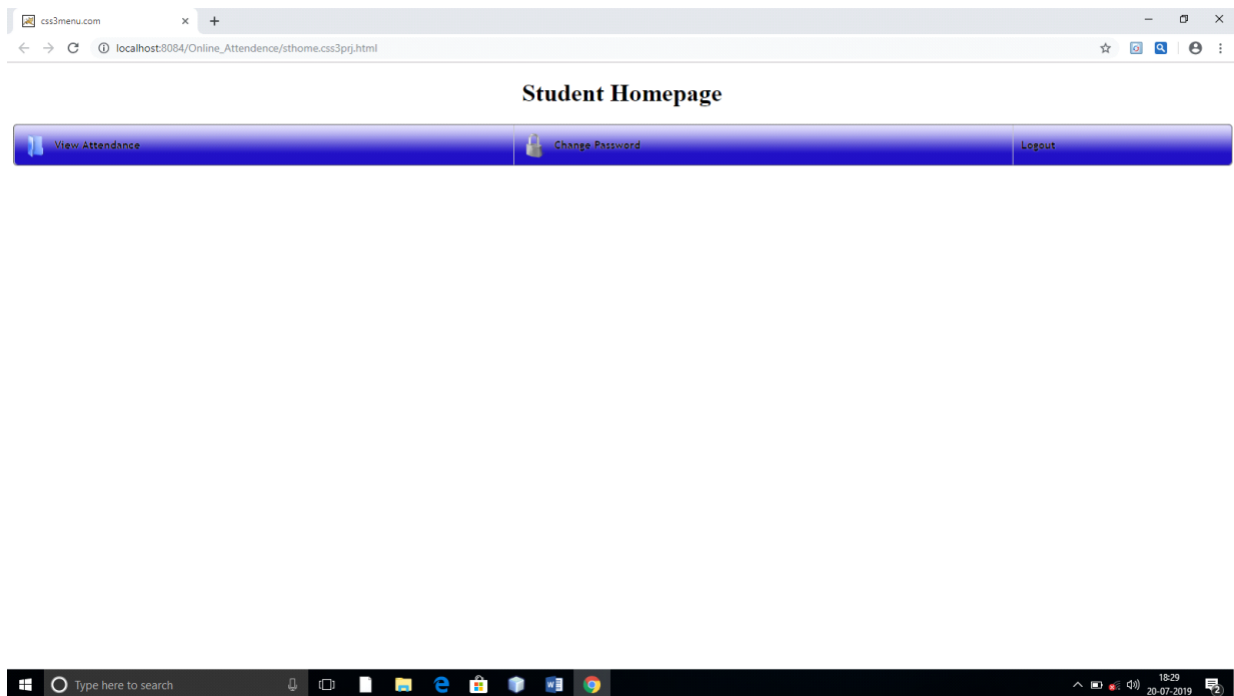 css3menu.com
localhost:8084/Online_Attendence/sthome.css3prj.html
Student Homepage
View Attendance Change Password Logout
Type here to search
18:29
20-07-2019
2